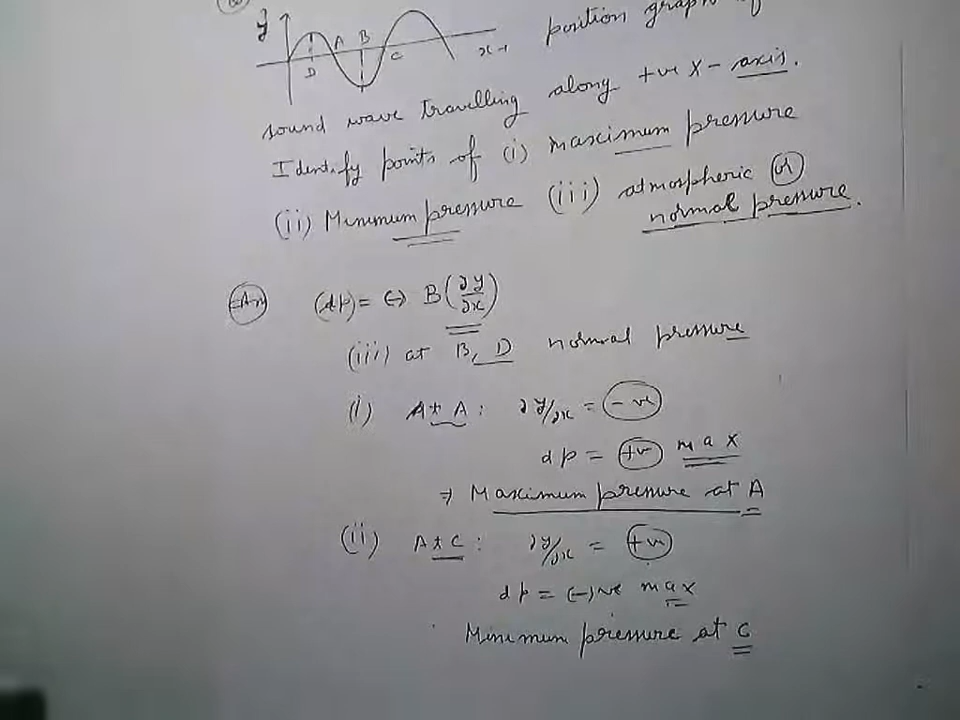 y
A B
D C x→
position graph of
sound wave travelling along +ve x-axis.
Identify points of (i) maximum pressure
(ii) Minimum pressure (iii) atmospheric or
normal pressure.
Ans (dp) = (-) B(∂y/∂x)
(iii) at B, D normal pressure
(i) At A: ∂y/∂x = -ve
dp = +ve max
⇒ Maximum pressure at A
(ii) At C: ∂y/∂x = +ve
dp = (-)ve max
Minimum pressure at C